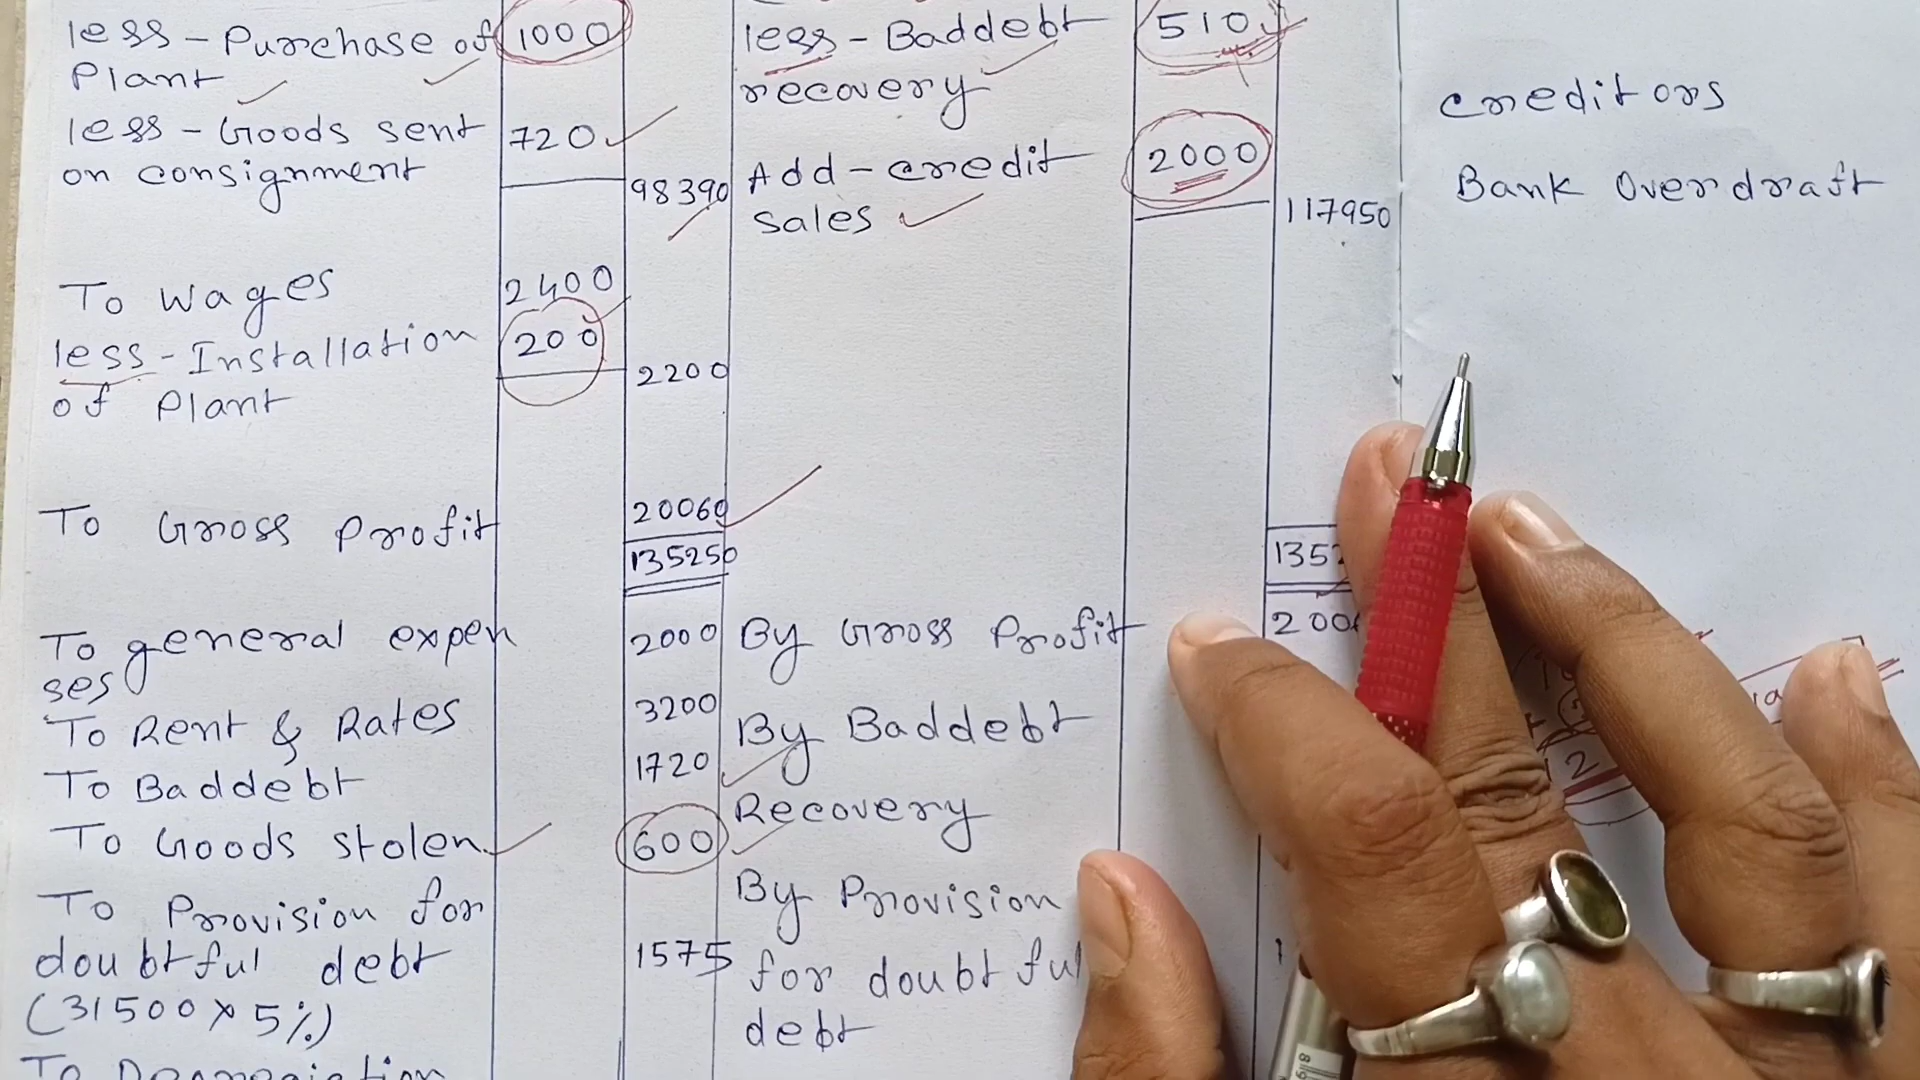 less - Purchase of 1000
Plant
less - Goods sent 720
on consignment
98390
To Wages 2400
less - Installation 200
of Plant
2200
To Gross Profit 20060
135250
To general expen 2000
ses
To Rent & Rates 3200
To Baddebt 1720
To Goods stolen 600
To Provision for
doubtful debt 1575
(31500 × 5%)
less - Baddebt 510
recovery
Add - credit 2000
sales
117950
By Gross Profit
By Baddebt
Recovery
By Provision
for doubtful
debt
creditors
Bank Overdraft